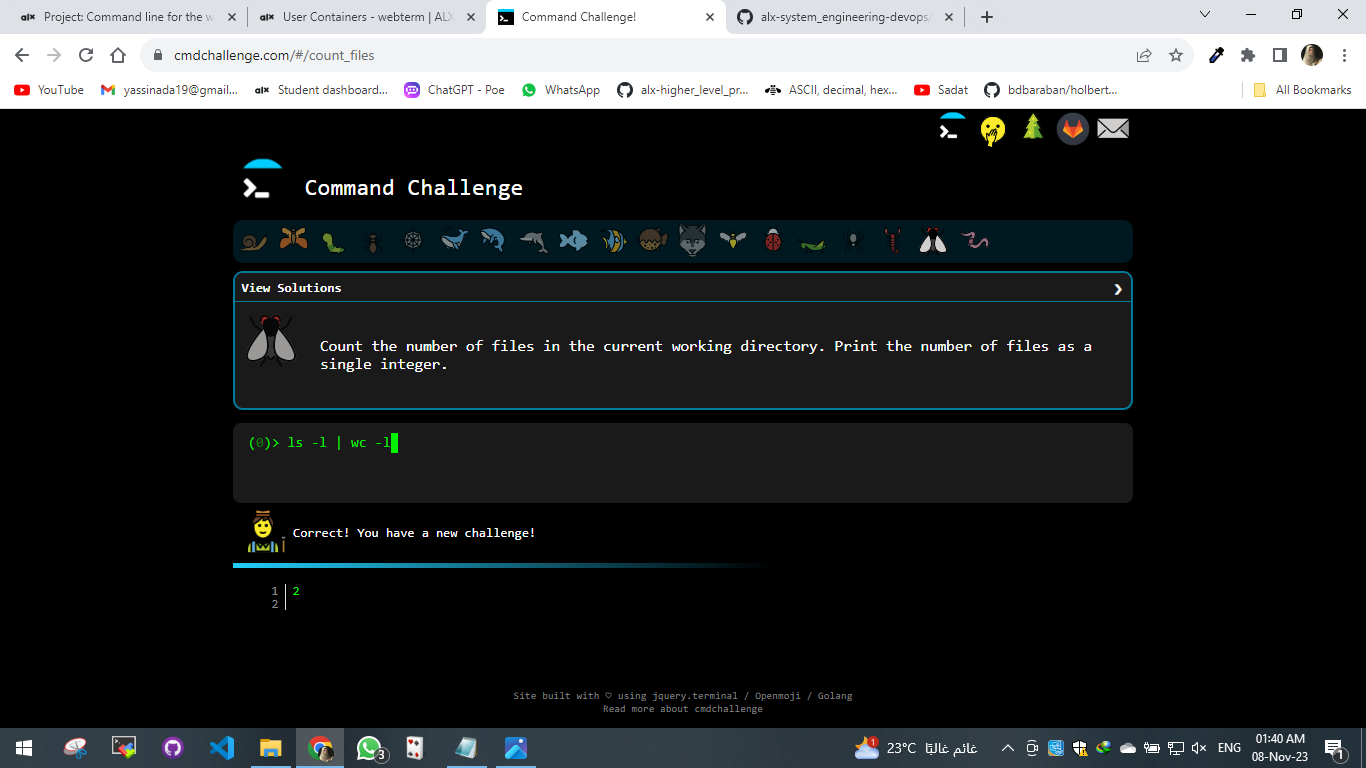 Project: Command line for the w
User Containers - webterm | ALX
Command Challenge!
alx-system_engineering-devops/
cmdchallenge.com/#/count_files
YouTube
yassinada19@gmail...
Student dashboard...
ChatGPT - Poe
WhatsApp
alx-higher_level_pr...
ASCII, decimal, hex...
Sadat
bdbaraban/holbert...
All Bookmarks
Command Challenge
View Solutions
Count the number of files in the current working directory. Print the number of files as a
single integer.
(0)> ls -l | wc -l
Correct! You have a new challenge!
1 2
2
Site built with ♡ using jquery.terminal / Openmoji / Golang
Read more about cmdchallenge
3
1
23°C غائم غالبًا
ENG
01:40 AM
08-Nov-23
1